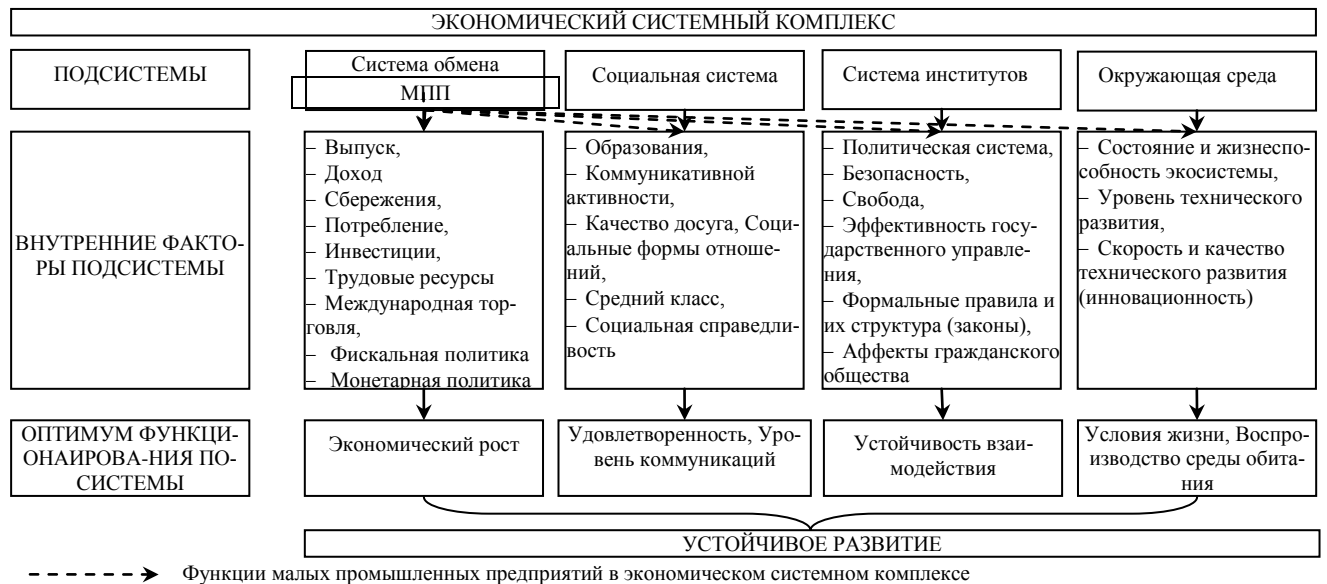 ЭКОНОМИЧЕСКИЙ СИСТЕМНЫЙ КОМПЛЕКС
ПОДСИСТЕМЫ
Система обмена
МПП
Социальная система
Система институтов
Окружающая среда
ВНУТРЕННИЕ ФАКТО-
РЫ ПОДСИСТЕМЫ
– Выпуск,
– Доход
– Сбережения,
– Потребление,
– Инвестиции,
– Трудовые ресурсы
– Международная тор-
говля,
– Фискальная политика
– Монетарная политика
– Образования,
– Коммуникативной
активности,
– Качество досуга, Соци-
альные формы отноше-
ний,
– Средний класс,
– Социальная справедли-
вость
– Политическая система,
– Безопасность,
– Свобода,
– Эффективность госу-
дарственного управле-
ния,
– Формальные правила и
их структура (законы),
– Аффекты гражданского
общества
– Состояние и жизнеспо-
собность экосистемы,
– Уровень технического
развития,
– Скорость и качество
технического развития
(инновационность)
ОПТИМУМ ФУНКЦИ-
ОНАИРОВА-НИЯ ПО-
СИСТЕМЫ
Экономический рост
Удовлетворенность, Уро-
вень коммуникаций
Устойчивость взаи-
модействия
Условия жизни, Воспро-
изводство среды обита-
ния
УСТОЙЧИВОЕ РАЗВИТИЕ
Функции малых промышленных предприятий в экономическом системном комплексе